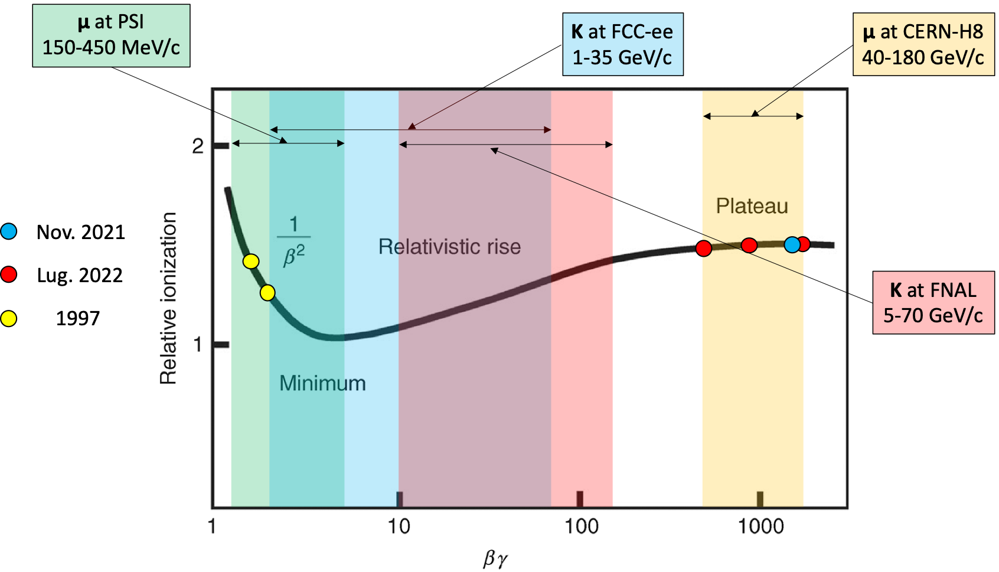 μ at PSI
150-450 MeV/c
K at FCC-ee
1-35 GeV/c
μ at CERN-H8
40-180 GeV/c
2
1
Relative ionization
1
β²
Relativistic rise
Plateau
Minimum
Nov. 2021
Lug. 2022
1997
K at FNAL
5-70 GeV/c
1
10
100
1000
βγ